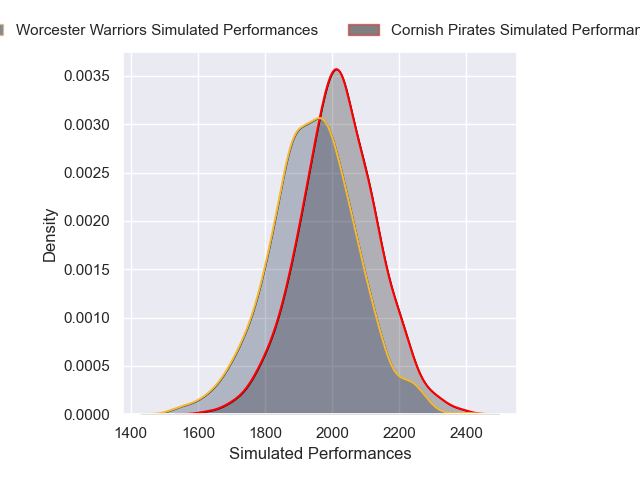 Worcester Warriors Simulated Performances
Cornish Pirates Simulated
0.0035
0.0030
0.0025
0.0020
0.0015
0.0010
0.0005
0.0000
Density
1400 1600 1800 2000 2200 2400
Simulated Performances